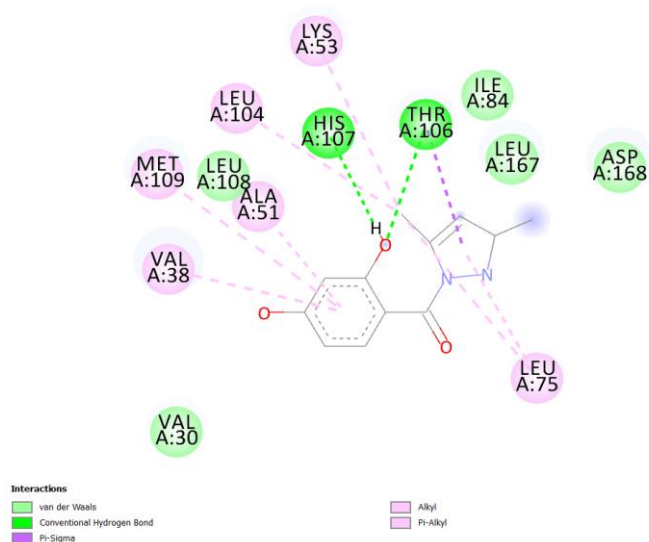 LYS
A:53
LEU
A:104
HIS
A:107
THR
A:106
ILE
A:84
LEU
A:167
ASP
A:168
MET
A:109
LEU
A:108
ALA
A:51
VAL
A:38
H
O
N
N
O
O
LEU
A:75
VAL
A:30
Interactions
van der Waals
Conventional Hydrogen Bond
Pi-Sigma
Alkyl
Pi-Alkyl